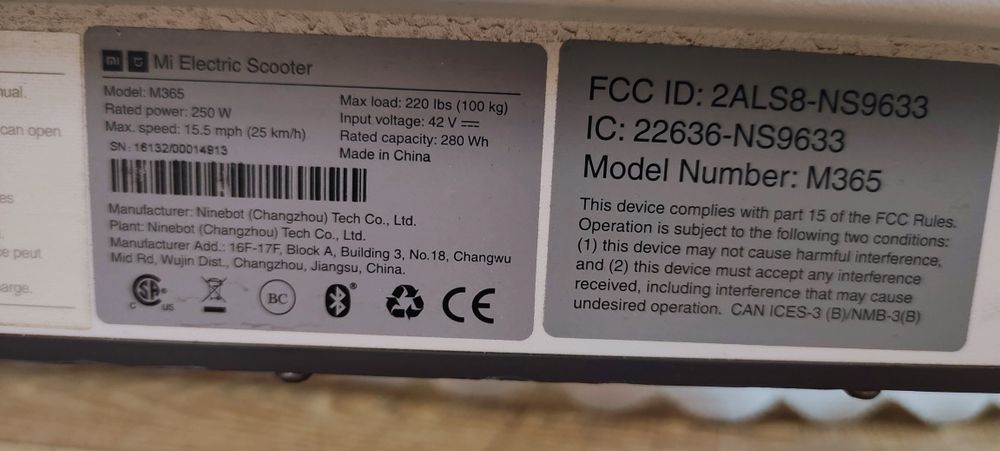 ual.
can open
es
ce peut
arge.
mi Mi Electric Scooter
Model: M365
Rated power: 250 W
Max. speed: 15.5 mph (25 km/h)
SN: 16132/00014913
Max load: 220 lbs (100 kg)
Input voltage: 42 V ⎓
Rated capacity: 280 Wh
Made in China
Manufacturer: Ninebot (Changzhou) Tech Co., Ltd.
Plant: Ninebot (Changzhou) Tech Co., Ltd.
Manufacturer Add.: 16F-17F, Block A, Building 3, No.18, Changwu
Mid Rd, Wujin Dist., Changzhou, Jiangsu, China.
C SA US BC ® CE
FCC ID: 2ALS8-NS9633
IC: 22636-NS9633
Model Number: M365
This device complies with part 15 of the FCC Rules.
Operation is subject to the following two conditions:
(1) this device may not cause harmful interference,
and (2) this device must accept any interference
received, including interference that may cause
undesired operation. CAN ICES-3 (B)/NMB-3(B)